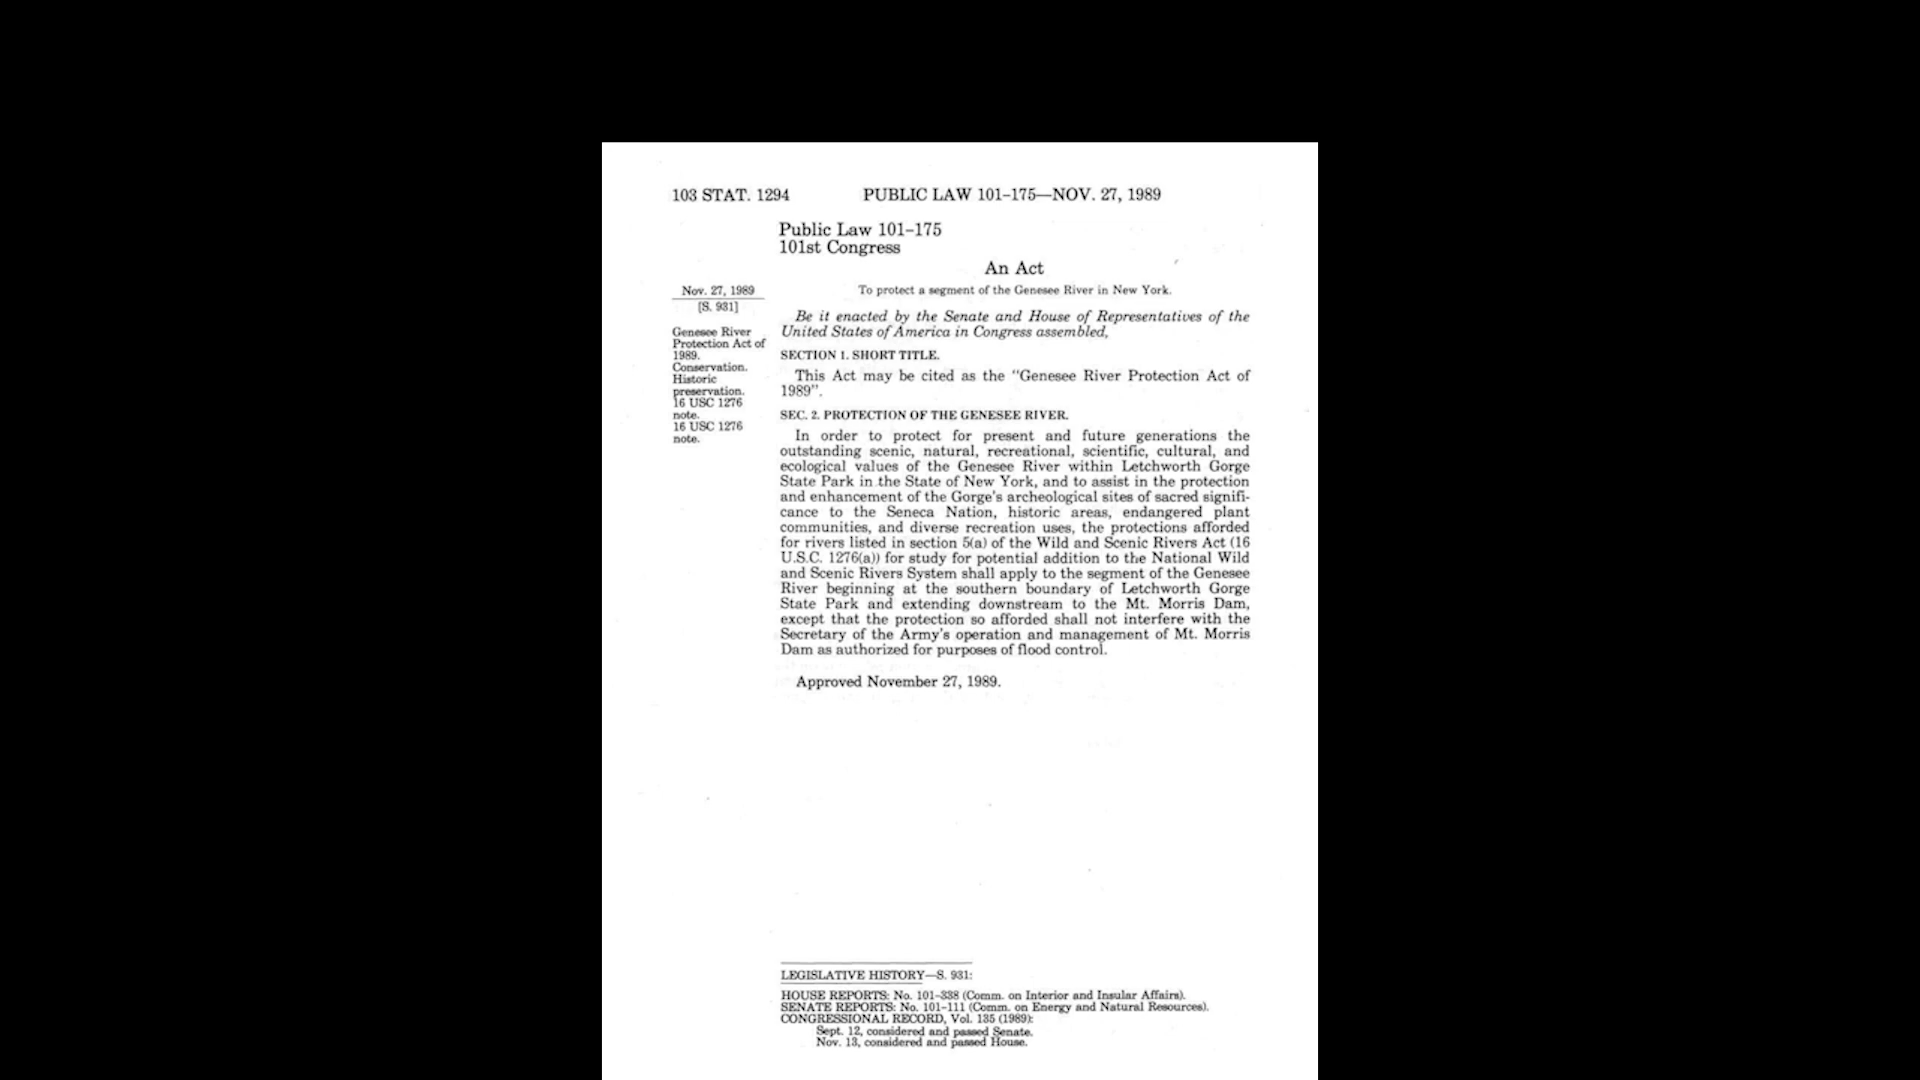 103 STAT. 1294 PUBLIC LAW 101–175—NOV. 27, 1989
Public Law 101–175
101st Congress
An Act
Nov. 27, 1989
[S. 931]
To protect a segment of the Genesee River in New York.
Genesee River
Protection Act of
1989.
Conservation.
Historic
preservation.
16 USC 1276
note.
16 USC 1276
note.
Be it enacted by the Senate and House of Representatives of the
United States of America in Congress assembled,
SECTION 1. SHORT TITLE.
This Act may be cited as the "Genesee River Protection Act of
1989".
SEC. 2. PROTECTION OF THE GENESEE RIVER.
In order to protect for present and future generations the
outstanding scenic, natural, recreational, scientific, cultural, and
ecological values of the Genesee River within Letchworth Gorge
State Park in the State of New York, and to assist in the protection
and enhancement of the Gorge's archeological sites of sacred signifi-
cance to the Seneca Nation, historic areas, endangered plant
communities, and diverse recreation uses, the protections afforded
for rivers listed in section 5(a) of the Wild and Scenic Rivers Act (16
U.S.C. 1276(a)) for study for potential addition to the National Wild
and Scenic Rivers System shall apply to the segment of the Genesee
River beginning at the southern boundary of Letchworth Gorge
State Park and extending downstream to the Mt. Morris Dam,
except that the protection so afforded shall not interfere with the
Secretary of the Army's operation and management of Mt. Morris
Dam as authorized for purposes of flood control.
Approved November 27, 1989.
LEGISLATIVE HISTORY—S. 931:
HOUSE REPORTS: No. 101–338 (Comm. on Interior and Insular Affairs).
SENATE REPORTS: No. 101–111 (Comm. on Energy and Natural Resources).
CONGRESSIONAL RECORD, Vol. 135 (1989):
Sept. 12, considered and passed Senate.
Nov. 13, considered and passed House.